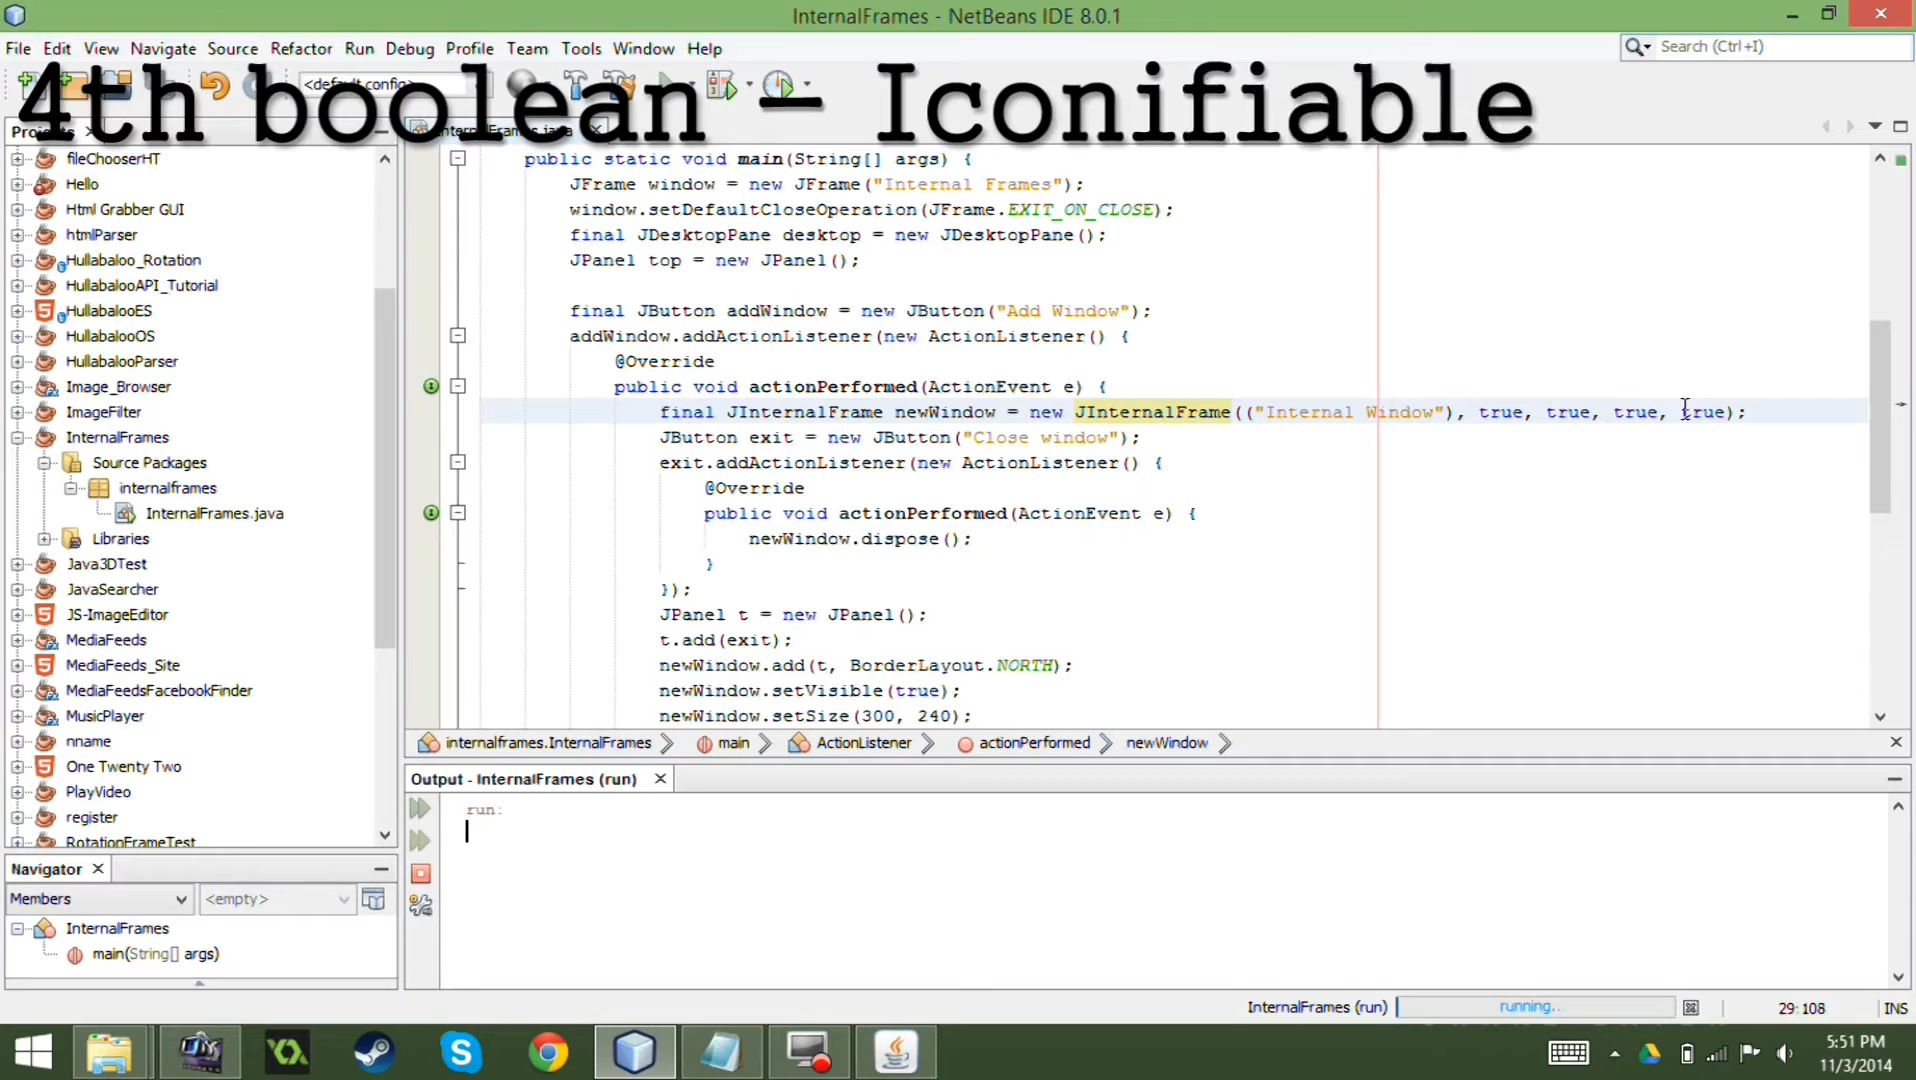 InternalFrames - NetBeans IDE 8.0.1
File Edit View Navigate Source Refactor Run Debug Profile Team Tools Window Help
Search (Ctrl+I)
<default config>
4th boolean - Iconifiable
Projects
InternalFrames.java
fileChooserHT
Hello
Html Grabber GUI
htmlParser
Hullabaloo_Rotation
HullabalooAPI_Tutorial
HullabalooES
HullabalooOS
HullabalooParser
Image_Browser
ImageFilter
InternalFrames
Source Packages
internalframes
InternalFrames.java
Libraries
Java3DTest
JavaSearcher
JS-ImageEditor
MediaFeeds
MediaFeeds_Site
MediaFeedsFacebookFinder
MusicPlayer
nname
One Twenty Two
PlayVideo
register
RotationFrameTest
public static void main(String[] args) {
JFrame window = new JFrame("Internal Frames");
window.setDefaultCloseOperation(JFrame.EXIT_ON_CLOSE);
final JDesktopPane desktop = new JDesktopPane();
JPanel top = new JPanel();
final JButton addWindow = new JButton("Add Window");
addWindow.addActionListener(new ActionListener() {
@Override
public void actionPerformed(ActionEvent e) {
final JInternalFrame newWindow = new JInternalFrame(("Internal Window"), true, true, true, true);
JButton exit = new JButton("Close window");
exit.addActionListener(new ActionListener() {
@Override
public void actionPerformed(ActionEvent e) {
newWindow.dispose();
}
});
JPanel t = new JPanel();
t.add(exit);
newWindow.add(t, BorderLayout.NORTH);
newWindow.setVisible(true);
newWindow.setSize(300, 240);
internalframes.InternalFrames main ActionListener actionPerformed newWindow
Output - InternalFrames (run)
run:
Navigator
Members
<empty>
InternalFrames
main(String[] args)
InternalFrames (run) running... 29:108 INS
5:51 PM
11/3/2014